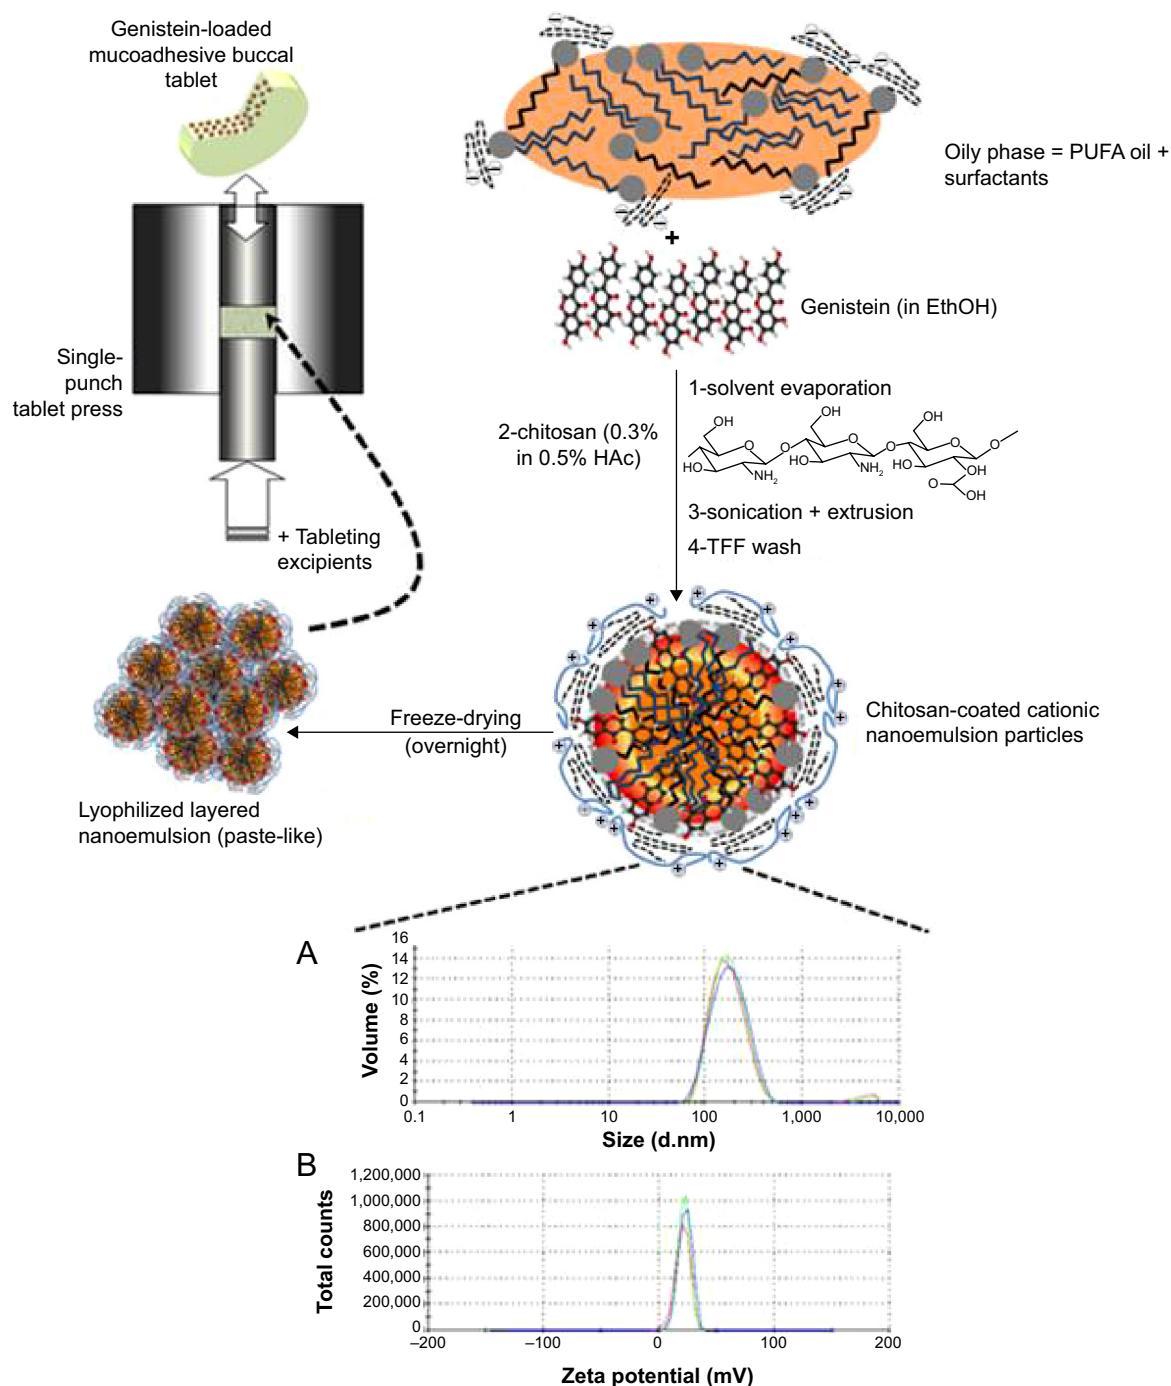 Genistein-loaded
mucoadhesive buccal
tablet
Oily phase = PUFA oil +
surfactants
+
Genistein (in EtOH)
Single-
punch
tablet press
1-solvent evaporation
2-chitosan (0.3%
in 0.5% HAc)
OH
OH
OH
O
O
O
O
O
O
O
HO
NH2
HO
NH2
HO
OH
O
OH
3-sonication + extrusion
4-TFF wash
+ Tableting
excipients
Freeze-drying
(overnight)
Chitosan-coated cationic
nanoemulsion particles
Lyophilized layered
nanoemulsion (paste-like)
A
Volume (%)
16
14
12
10
8
6
4
2
0
0.1 1 10 100 1,000 10,000
Size (d.nm)
B
Total counts
1,200,000
1,000,000
800,000
600,000
400,000
200,000
0
–200 –100 0 100 200
Zeta potential (mV)